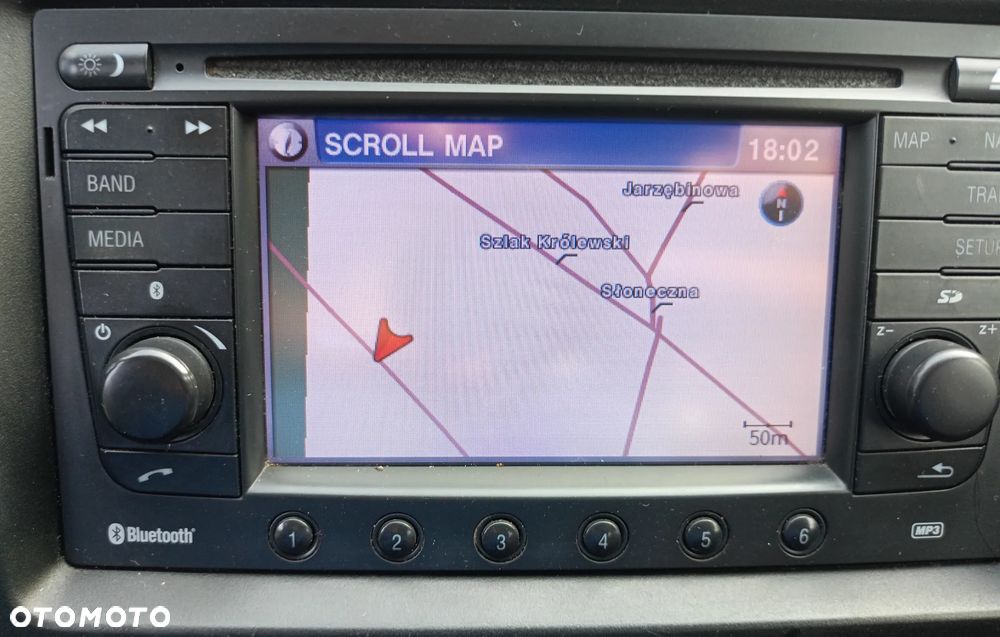 SCROLL MAP 18:02
BAND
MEDIA
MAP
Jarzębinowa
N
Szlak Królewski
Słoneczna
50m
SD
Z-
Z+
Bluetooth
1 2 3 4 5 6
MP3
OTOMOTO